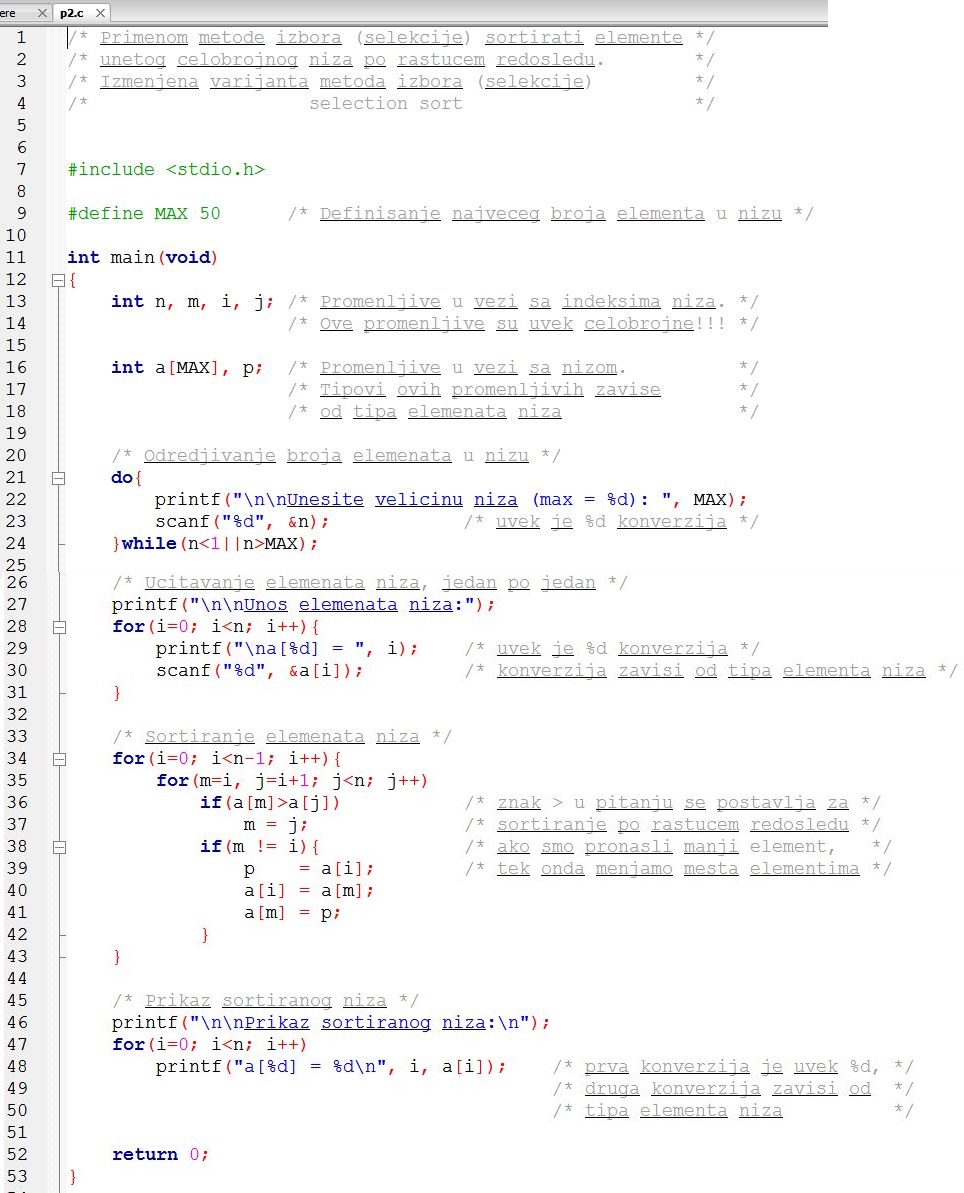 ere p2.c
1 /* Primenom metode izbora (selekcije) sortirati elemente */
2 /* unetog celobrojnog niza po rastucem redosledu. */
3 /* Izmenjena varijanta metoda izbora (selekcije) */
4 /* selection sort */
5
6
7 #include <stdio.h>
8
9 #define MAX 50 /* Definisanje najveceg broja elementa u nizu */
10
11 int main(void)
12 {
13 int n, m, i, j; /* Promenljive u vezi sa indeksima niza. */
14 /* Ove promenljive su uvek celobrojne!!! */
15
16 int a[MAX], p; /* Promenljive u vezi sa nizom. */
17 /* Tipovi ovih promenljivih zavise */
18 /* od tipa elemenata niza */
19
20 /* Odredjivanje broja elemenata u nizu */
21 do{
22 printf("\n\nUnesite velicinu niza (max = %d): ", MAX);
23 scanf("%d", &n); /* uvek je %d konverzija */
24 }while(n<1||n>MAX);
25
26 /* Ucitavanje elemenata niza, jedan po jedan */
27 printf("\n\nUnos elemenata niza:");
28 for(i=0; i<n; i++){
29 printf("\na[%d] = ", i); /* uvek je %d konverzija */
30 scanf("%d", &a[i]); /* konverzija zavisi od tipa elementa niza */
31 }
32
33 /* Sortiranje elemenata niza */
34 for(i=0; i<n-1; i++){
35 for(m=i, j=i+1; j<n; j++)
36 if(a[m]>a[j]) /* znak > u pitanju se postavlja za */
37 m = j; /* sortiranje po rastucem redosledu */
38 if(m != i){ /* ako smo pronasli manji element, */
39 p = a[i]; /* tek onda menjamo mesta elementima */
40 a[i] = a[m];
41 a[m] = p;
42 }
43 }
44
45 /* Prikaz sortiranog niza */
46 printf("\n\nPrikaz sortiranog niza:\n");
47 for(i=0; i<n; i++)
48 printf("a[%d] = %d\n", i, a[i]); /* prva konverzija je uvek %d, */
49 /* druga konverzija zavisi od */
50 /* tipa elementa niza */
51
52 return 0;
53 }